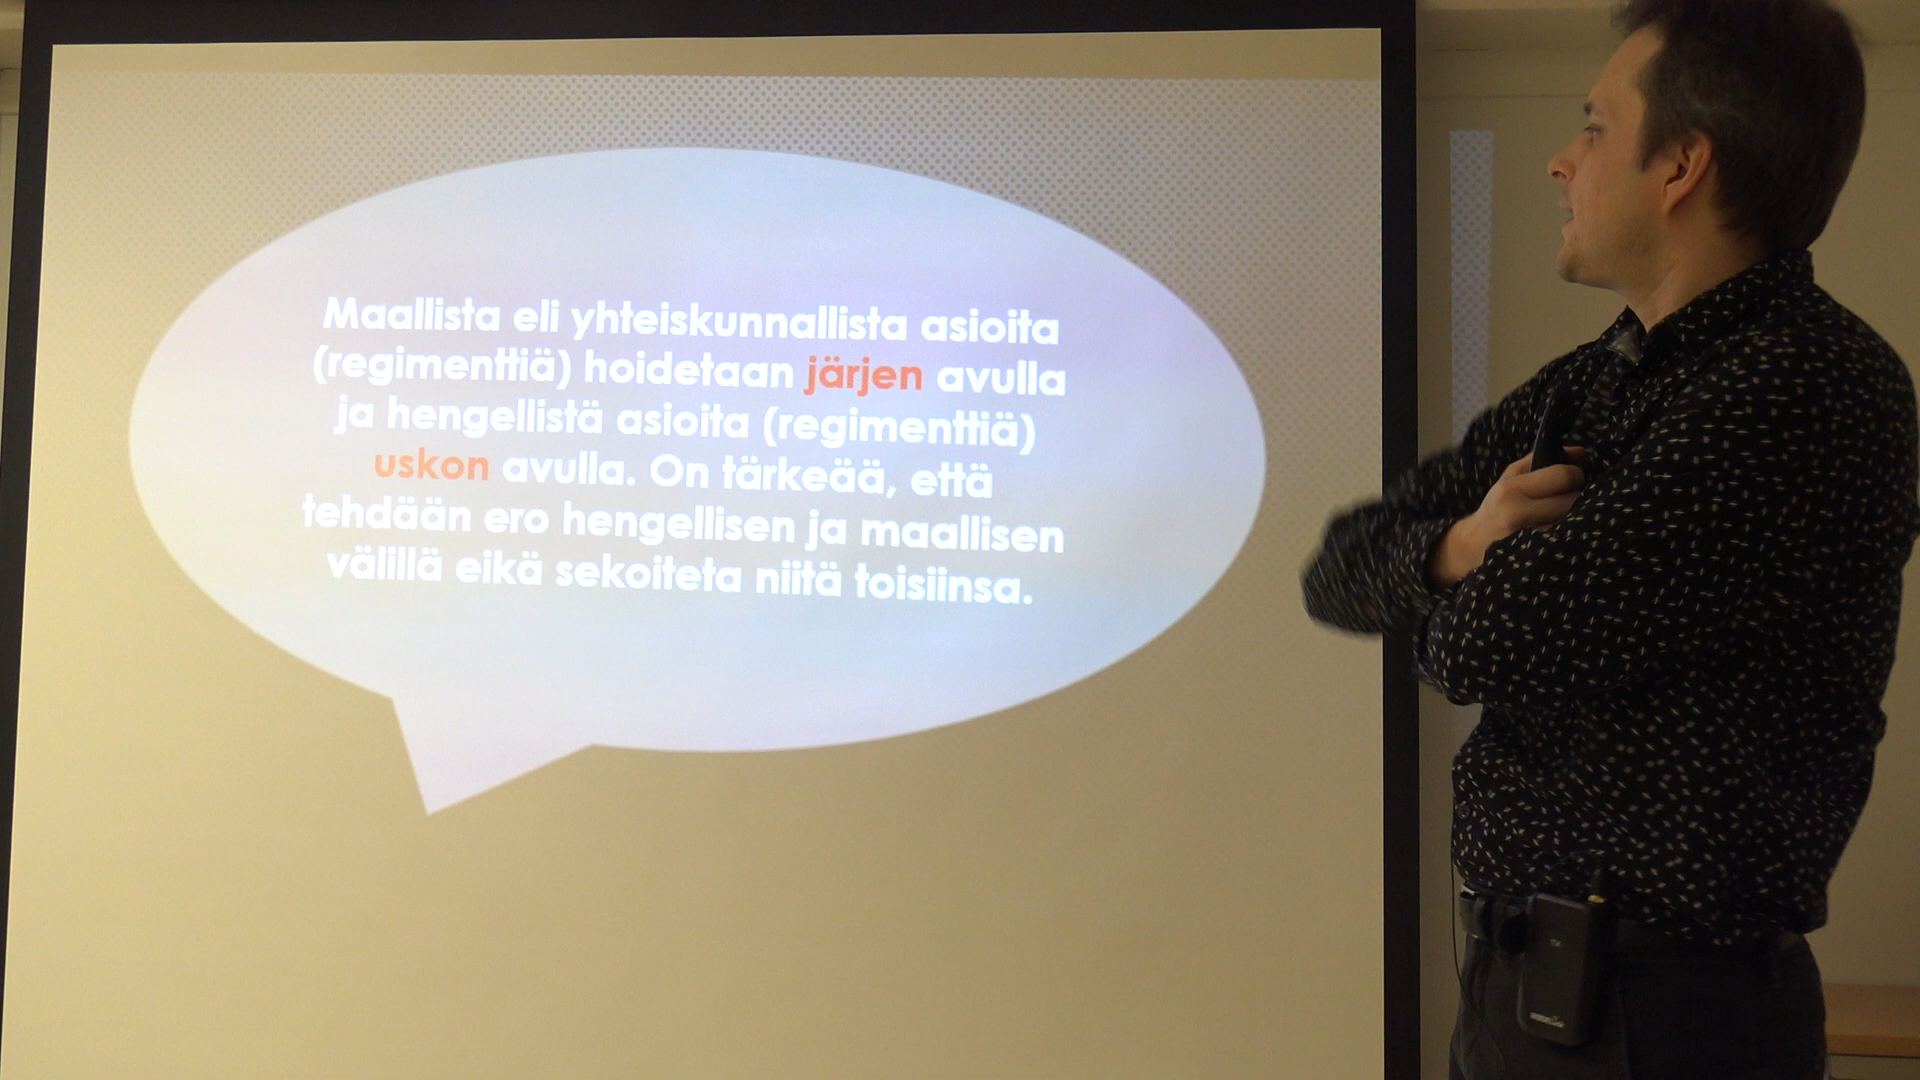 Maallista eli yhteiskunnallista asioita
(regimenttiä) hoidetaan järjen avulla
ja hengellistä asioita (regimenttiä)
uskon avulla. On tärkeää, että
tehdään ero hengellisen ja maallisen
välillä eikä sekoiteta niitä toisiinsa.
TX